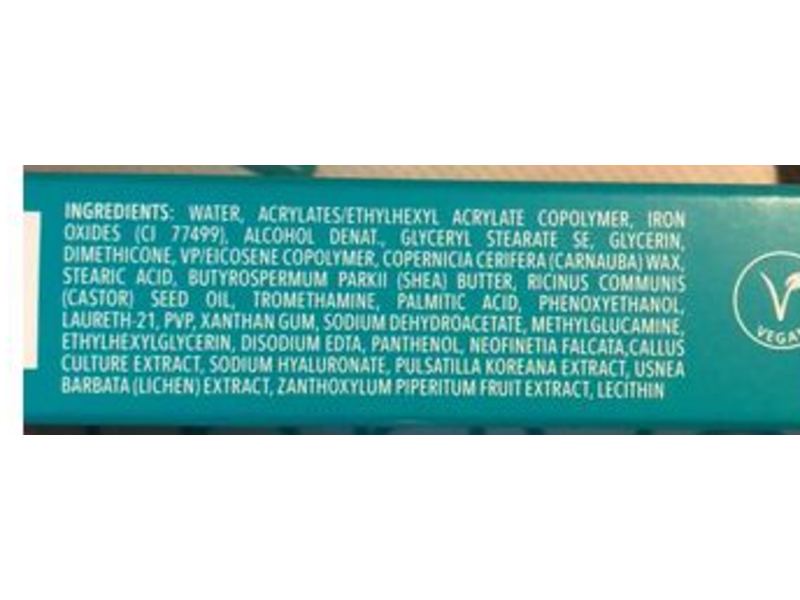 INGREDIENTS: WATER, ACRYLATES/ETHYLHEXYL ACRYLATE COPOLYMER, IRON
OXIDES (CI 77499), ALCOHOL DENAT., GLYCERYL STEARATE SE, GLYCERIN,
DIMETHICONE, VP/EICOSENE COPOLYMER, COPERNICIA CERIFERA (CARNAUBA) WAX,
STEARIC ACID, BUTYROSPERMUM PARKII (SHEA) BUTTER, RICINUS COMMUNIS
(CASTOR) SEED OIL, TROMETHAMINE, PALMITIC ACID, PHENOXYETHANOL,
LAURETH-21, PVP, XANTHAN GUM, SODIUM DEHYDROACETATE, METHYLGLUCAMINE,
ETHYLHEXYLGLYCERIN, DISODIUM EDTA, PANTHENOL, NEOFINETIA FALCATA,CALLUS
CULTURE EXTRACT, SODIUM HYALURONATE, PULSATILLA KOREANA EXTRACT, USNEA
BARBATA (LICHEN) EXTRACT, ZANTHOXYLUM PIPERITUM FRUIT EXTRACT, LECITHIN
V
VEGAN